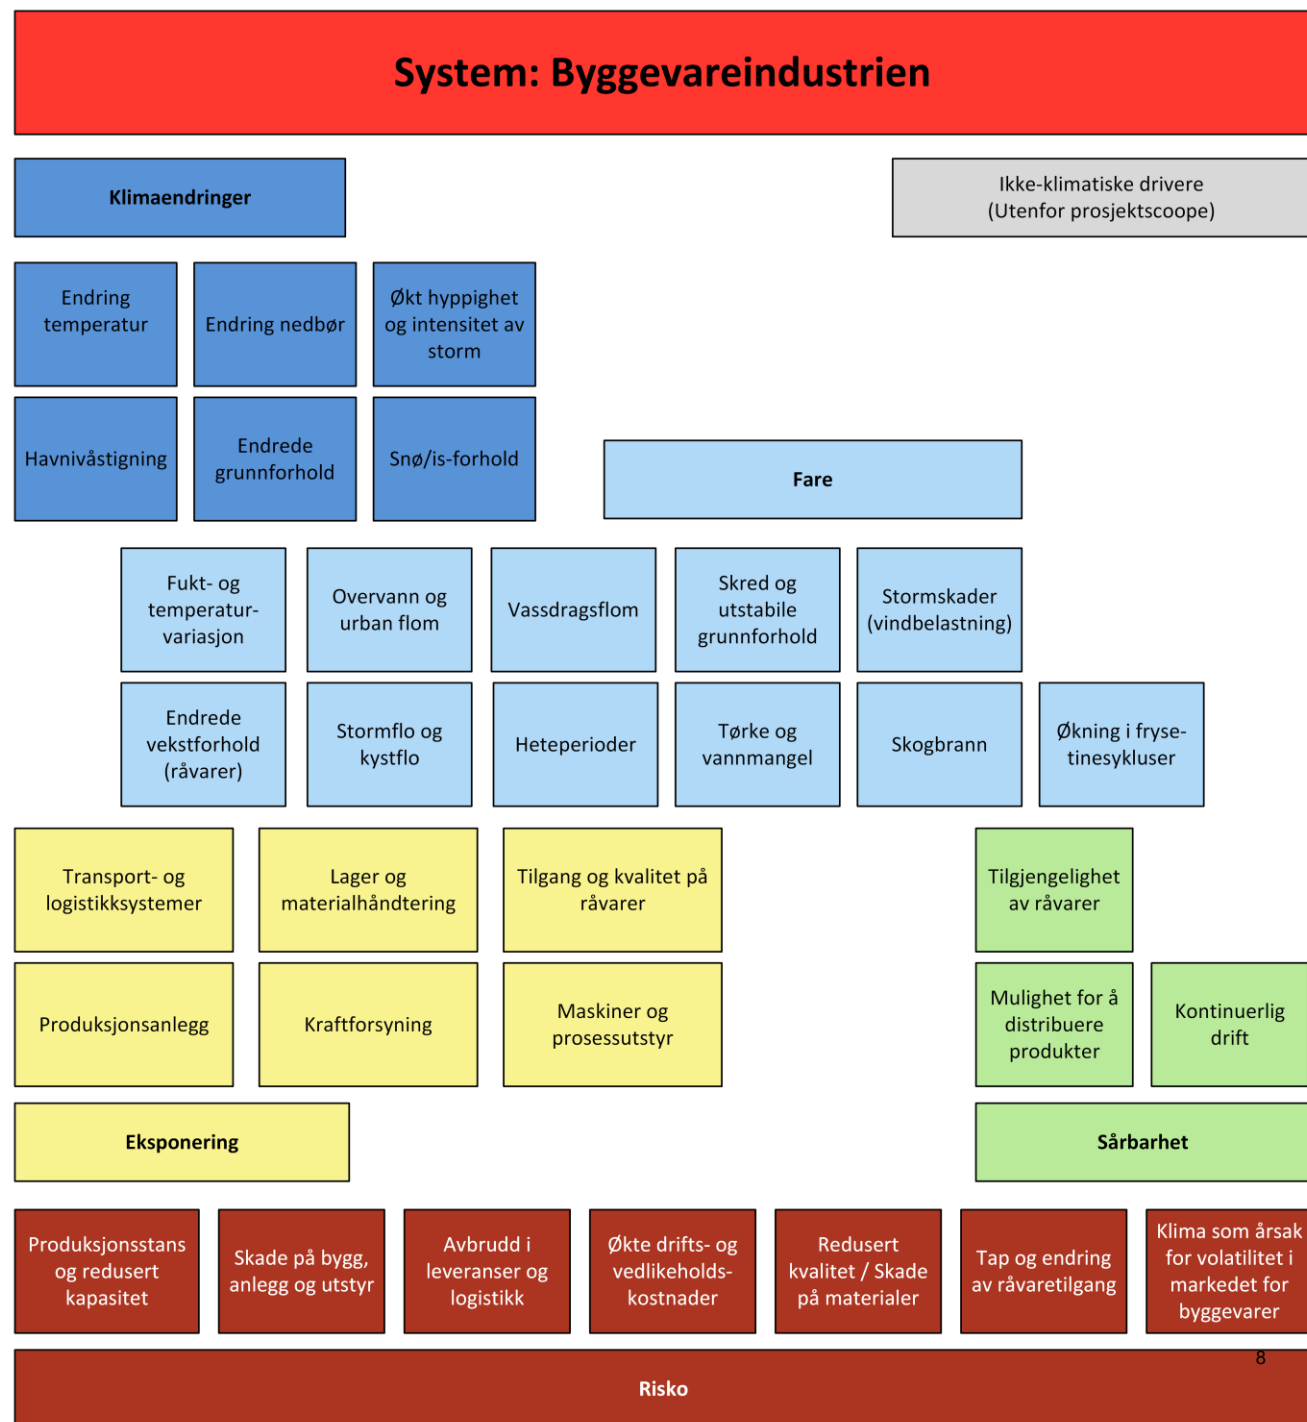 System: Byggevareindustrien
Klimaendringer
Ikke-klimatiske drivere
(Utenfor prosjektscoope)
Endring
temperatur
Endring nedbør
Økt hyppighet
og intensitet av
storm
Havnivåstigning
Endrede
grunnforhold
Snø/is-forhold
Fare
Fukt- og
temperatur-
variasjon
Overvann og
urban flom
Vassdragsflom
Skred og
utstabile
grunnforhold
Stormskader
(vindbelastning)
Endrede
vekstforhold
(råvarer)
Stormflo og
kystflo
Heteperioder
Tørke og
vannmangel
Skogbrann
Økning i fryse-
tinesykluser
Transport- og
logistikksystemer
Lager og
materialhåndtering
Tilgang og kvalitet på
råvarer
Tilgjengelighet
av råvarer
Produksjonsanlegg
Kraftforsyning
Maskiner og
prosessutstyr
Mulighet for å
distribuere
produkter
Kontinuerlig
drift
Eksponering
Sårbarhet
Produksjonsstans
og redusert
kapasitet
Skade på bygg,
anlegg og utstyr
Avbrudd i
leveranser og
logistikk
Økte drifts- og
vedlikeholds-
kostnader
Redusert
kvalitet / Skade
på materialer
Tap og endring
av råvaretilgang
Klima som årsak
for volatilitet i
markedet for
byggevarer
8
Risko